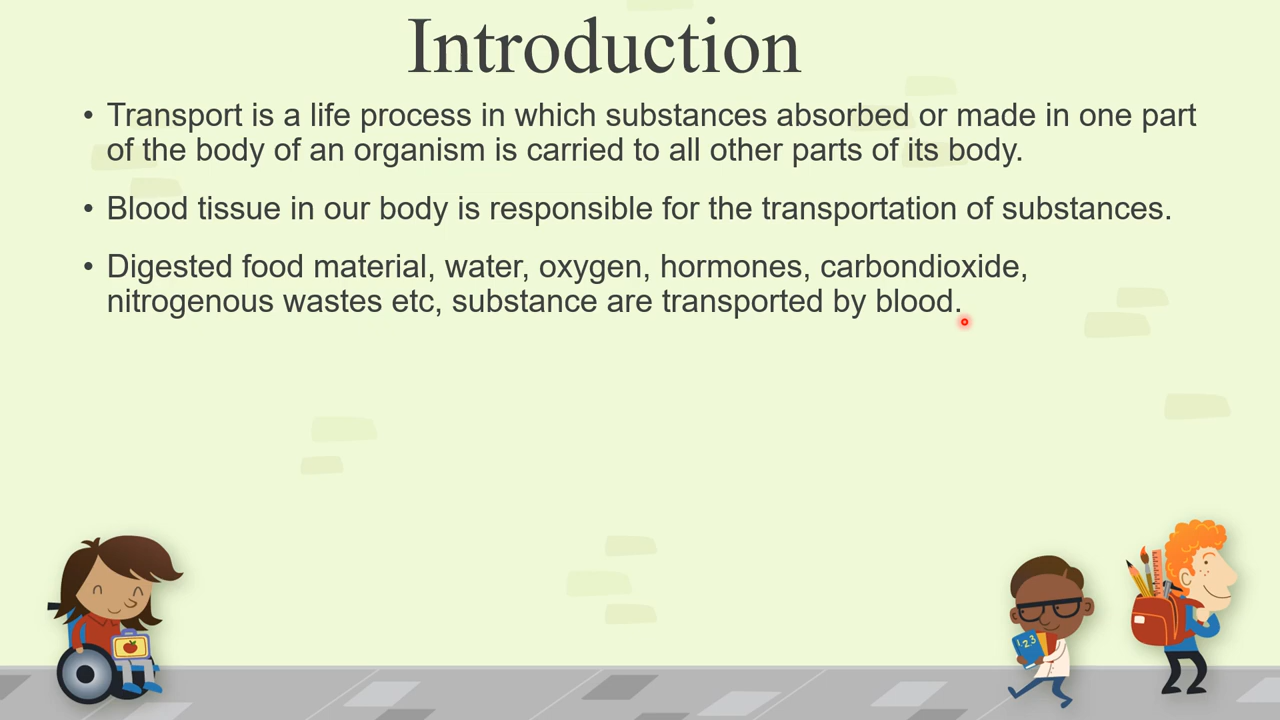 Introduction
• Transport is a life process in which substances absorbed or made in one part
of the body of an organism is carried to all other parts of its body.
• Blood tissue in our body is responsible for the transportation of substances.
• Digested food material, water, oxygen, hormones, carbondioxide,
nitrogenous wastes etc, substance are transported by blood.
123